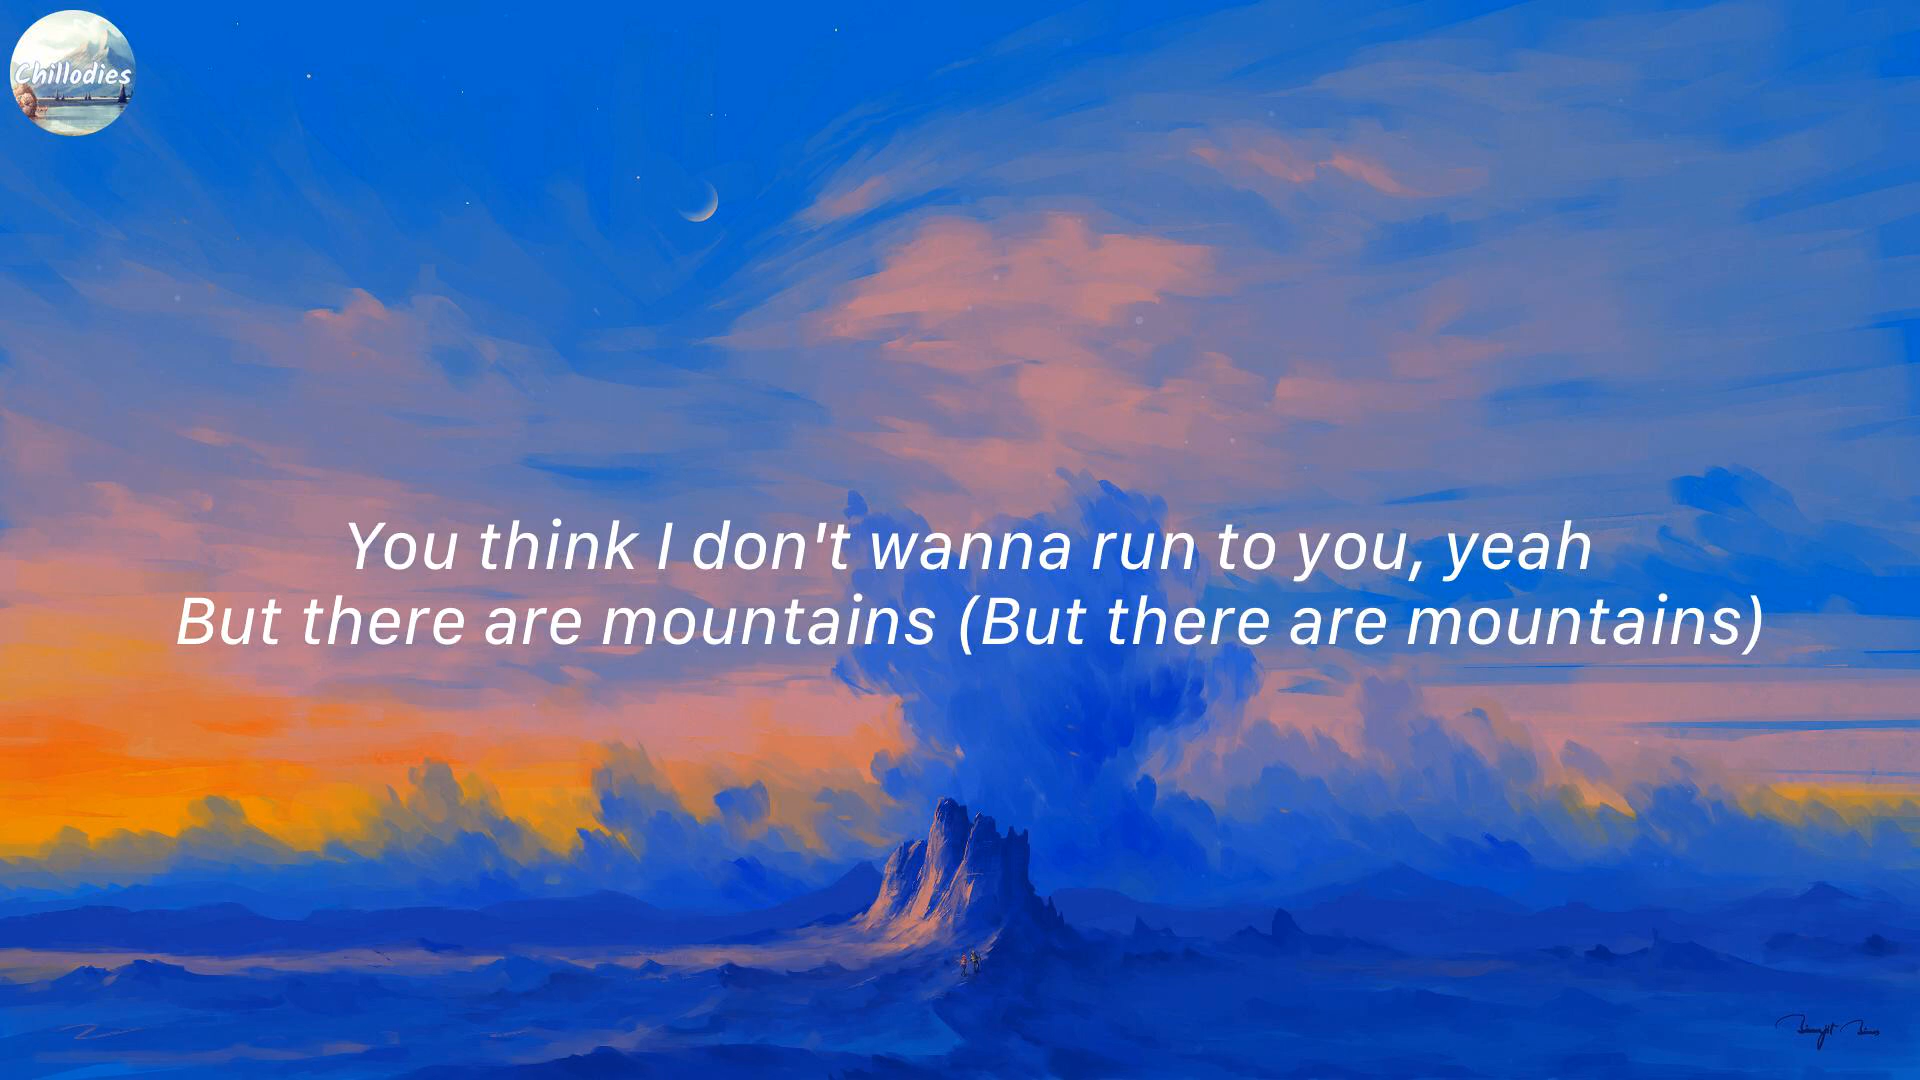 Chillodies
You think I don't wanna run to you, yeah
But there are mountains (But there are mountains)